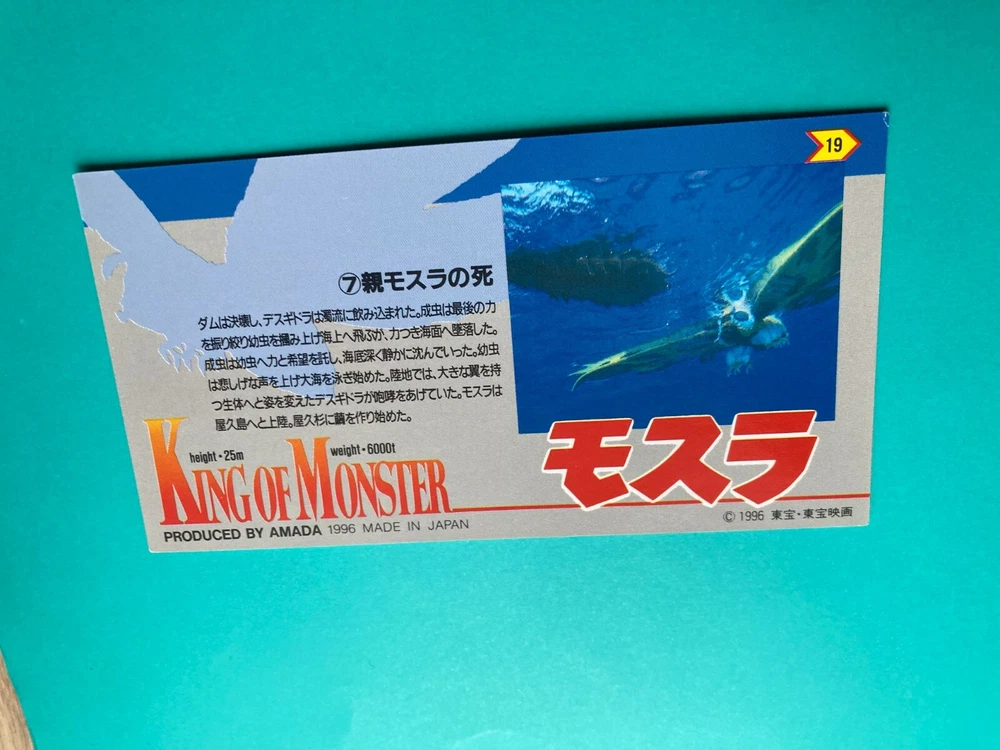 19
⑦親モスラの死
ダムは決壊し、デスギドラは濁流に飲み込まれた。成虫は最後の力
を振り絞り幼虫を摑み上げ海上へ飛ぶが、力つき海面へ墜落した。
成虫は幼虫へ力と希望を託し、海底深く静かに沈んでいった。幼虫
は悲しげな声を上げ大海を泳ぎ始めた。陸地では、大きな翼を持
つ生体へと姿を変えたデスギドラが咆哮をあげていた。モスラは
屋久島へと上陸。屋久杉に繭を作り始めた。
height・25m weight・6000t
KING OF MONSTER
モスラ
PRODUCED BY AMADA 1996 MADE IN JAPAN
© 1996 東宝・東宝映画